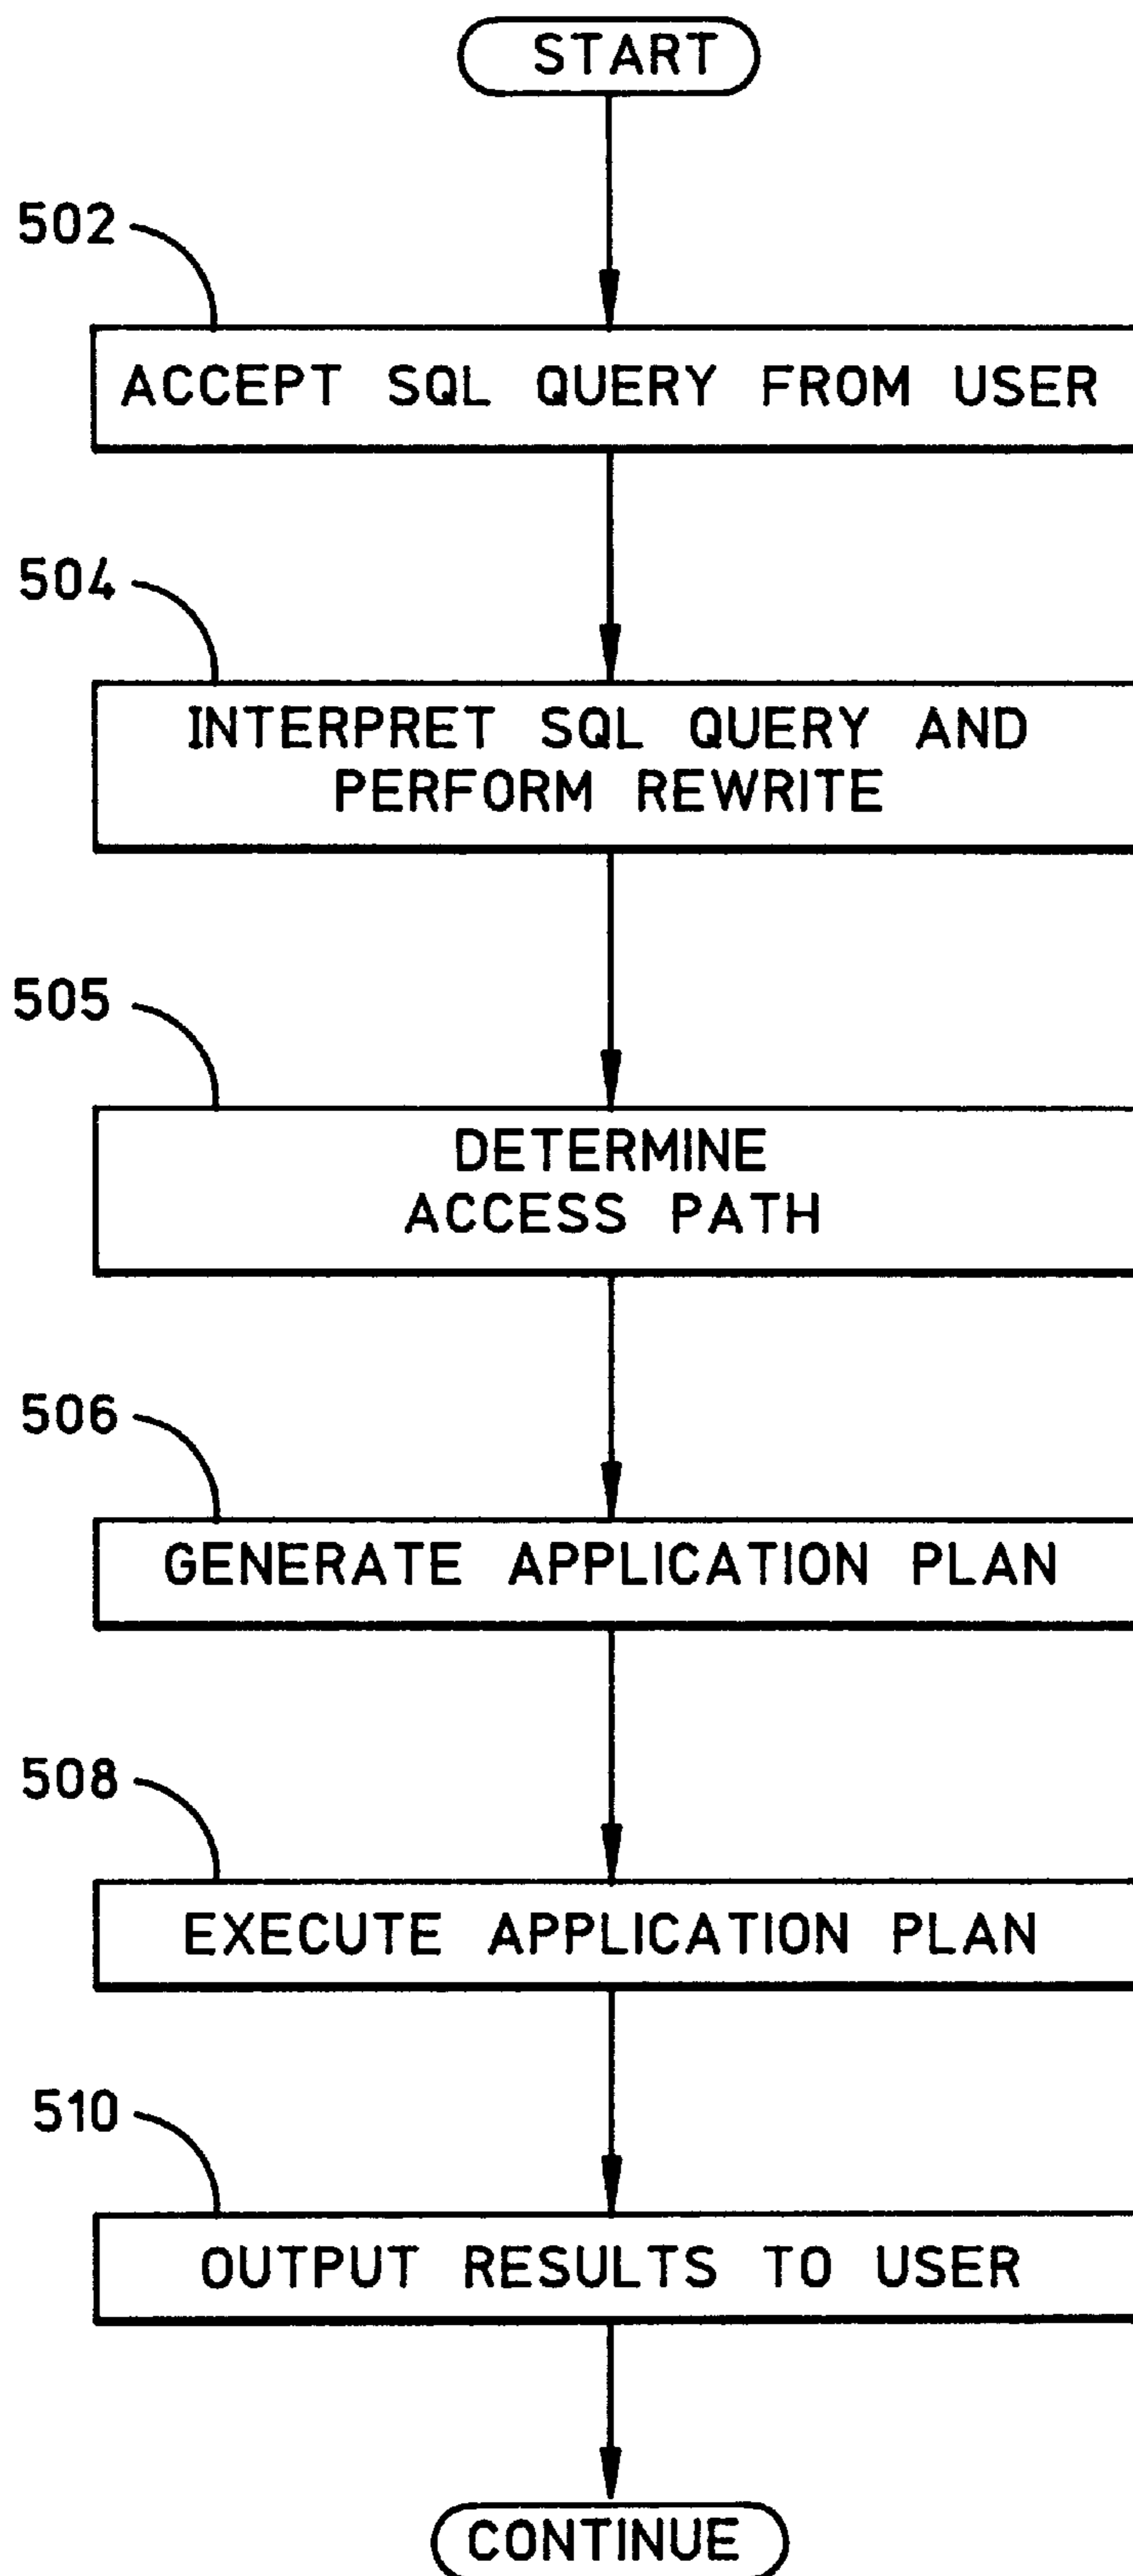 START
502
ACCEPT SQL QUERY FROM USER
504
INTERPRET SQL QUERY AND
PERFORM REWRITE
505
DETERMINE
ACCESS PATH
506
GENERATE APPLICATION PLAN
508
EXECUTE APPLICATION PLAN
510
OUTPUT RESULTS TO USER
CONTINUE